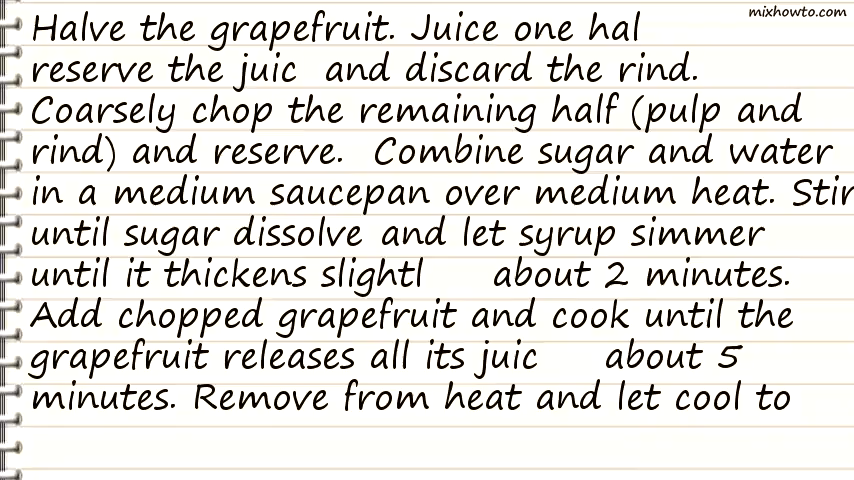 mixhowto.com
Halve the grapefruit. Juice one hal
reserve the juic and discard the rind.
Coarsely chop the remaining half (pulp and
rind) and reserve. Combine sugar and water
in a medium saucepan over medium heat. Stir
until sugar dissolve and let syrup simmer
until it thickens slightl about 2 minutes.
Add chopped grapefruit and cook until the
grapefruit releases all its juic about 5
minutes. Remove from heat and let cool to